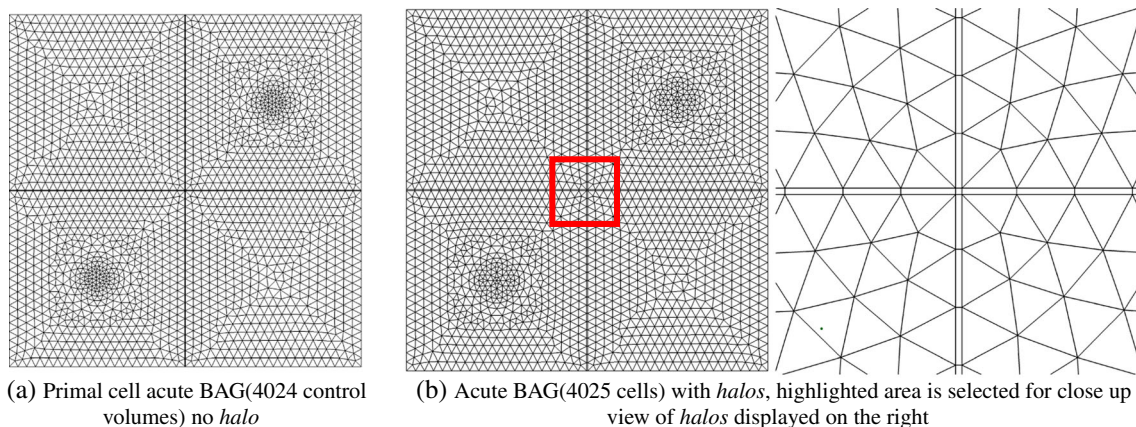 (a) Primal cell acute BAG(4024 control
volumes) no halo
(b) Acute BAG(4025 cells) with halos, highlighted area is selected for close up
view of halos displayed on the right